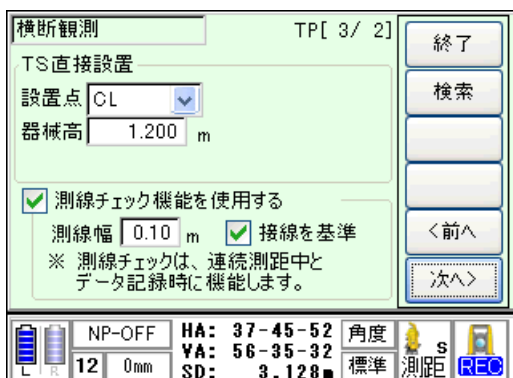 横断観測 TP[ 3/ 2]
終了
TS直接設置
設置点 CL
検索
器械高 1.200 m
測線チェック機能を使用する
測線幅 0.10 m 接線を基準
<前へ
※ 測線チェックは、連続測距中と
データ記録時に機能します。
次へ>
NP-OFF HA: 37-45-52 角度 S
VA: 56-35-32
L R 12 0mm SD: 3.128m 標準 測距 REC